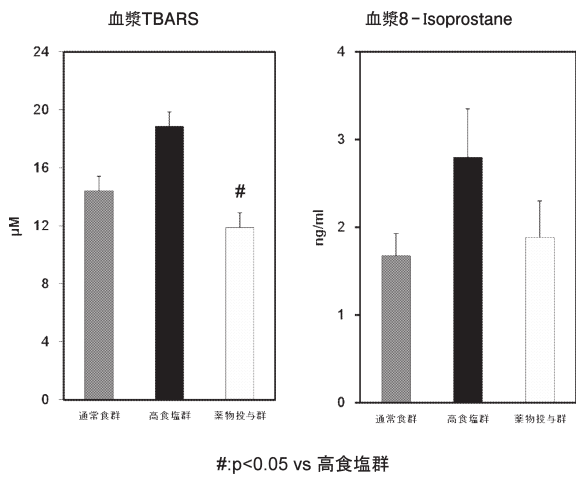 血漿TBARS
24
20
16
12
8
4
0
μM
#
通常食群 高食塩群 薬物投与群
血漿8-Isoprostane
4
3
2
1
0
ng/ml
通常食群 高食塩群 薬物投与群
#:p<0.05 vs 高食塩群